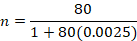 n = 80 / 1 + 80(0.0025)